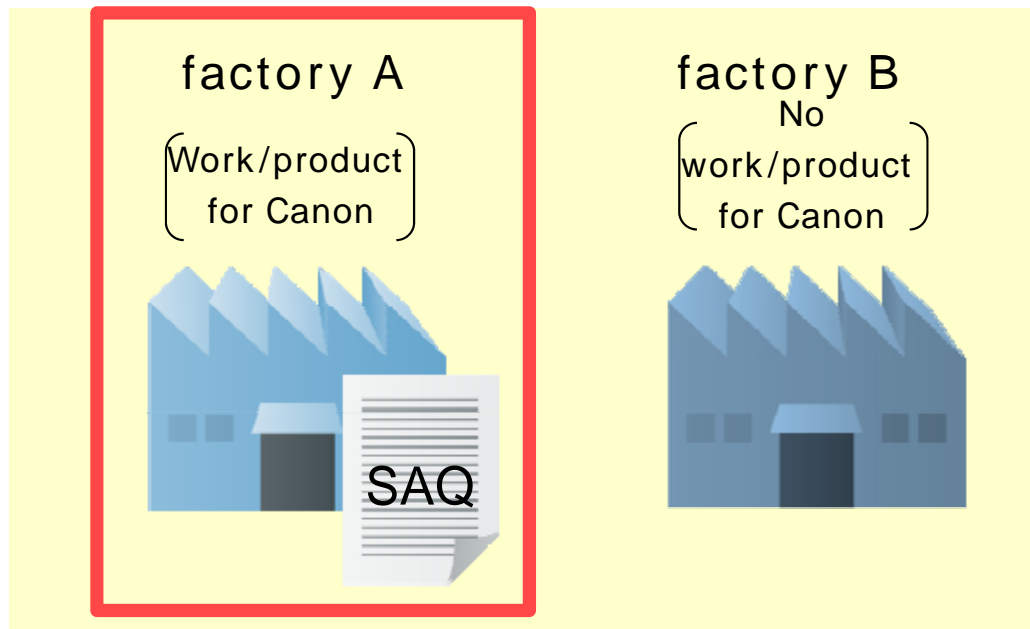 factory A
Work/product
for Canon
SAQ
factory B
No
work/product
for Canon